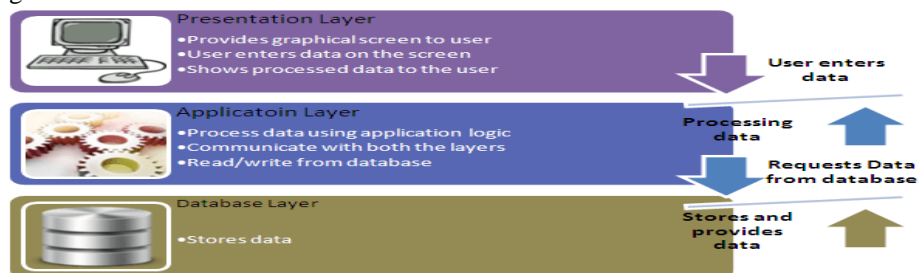 Presentation Layer
•Provides graphical screen to user
•User enters data on the screen
•Shows processed data to the user
User enters
data
Applicatoin Layer
•Process data using application logic
•Communicate with both the layers
•Read/write from database
Processing
data
Requests Data
from database
Database Layer
•Stores data
Stores and
provides
data